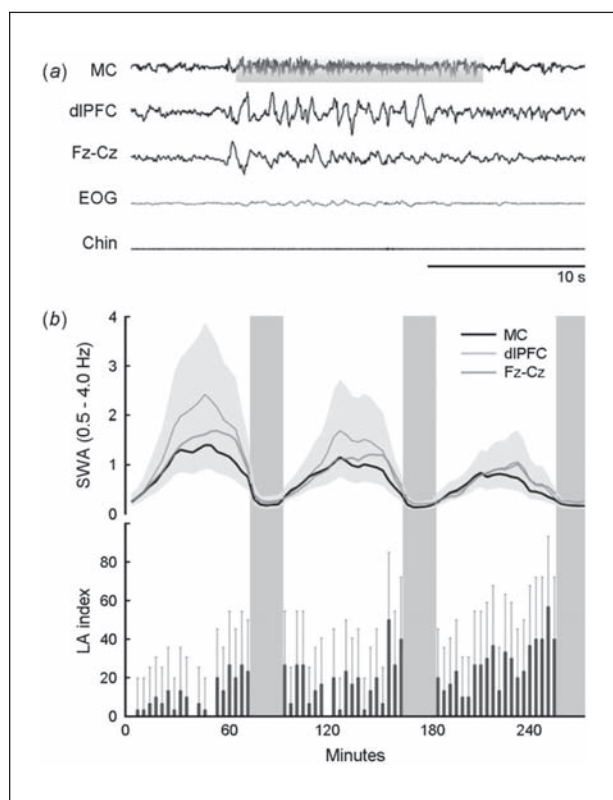 (a)
MC
dlPFC
Fz-Cz
EOG
Chin
10 s
(b)
SWA (0.5 - 4.0 Hz)
4
3
2
1
0
MC
dlPFC
Fz-Cz
LA index
80
60
40
20
0
0
60
120
180
240
Minutes